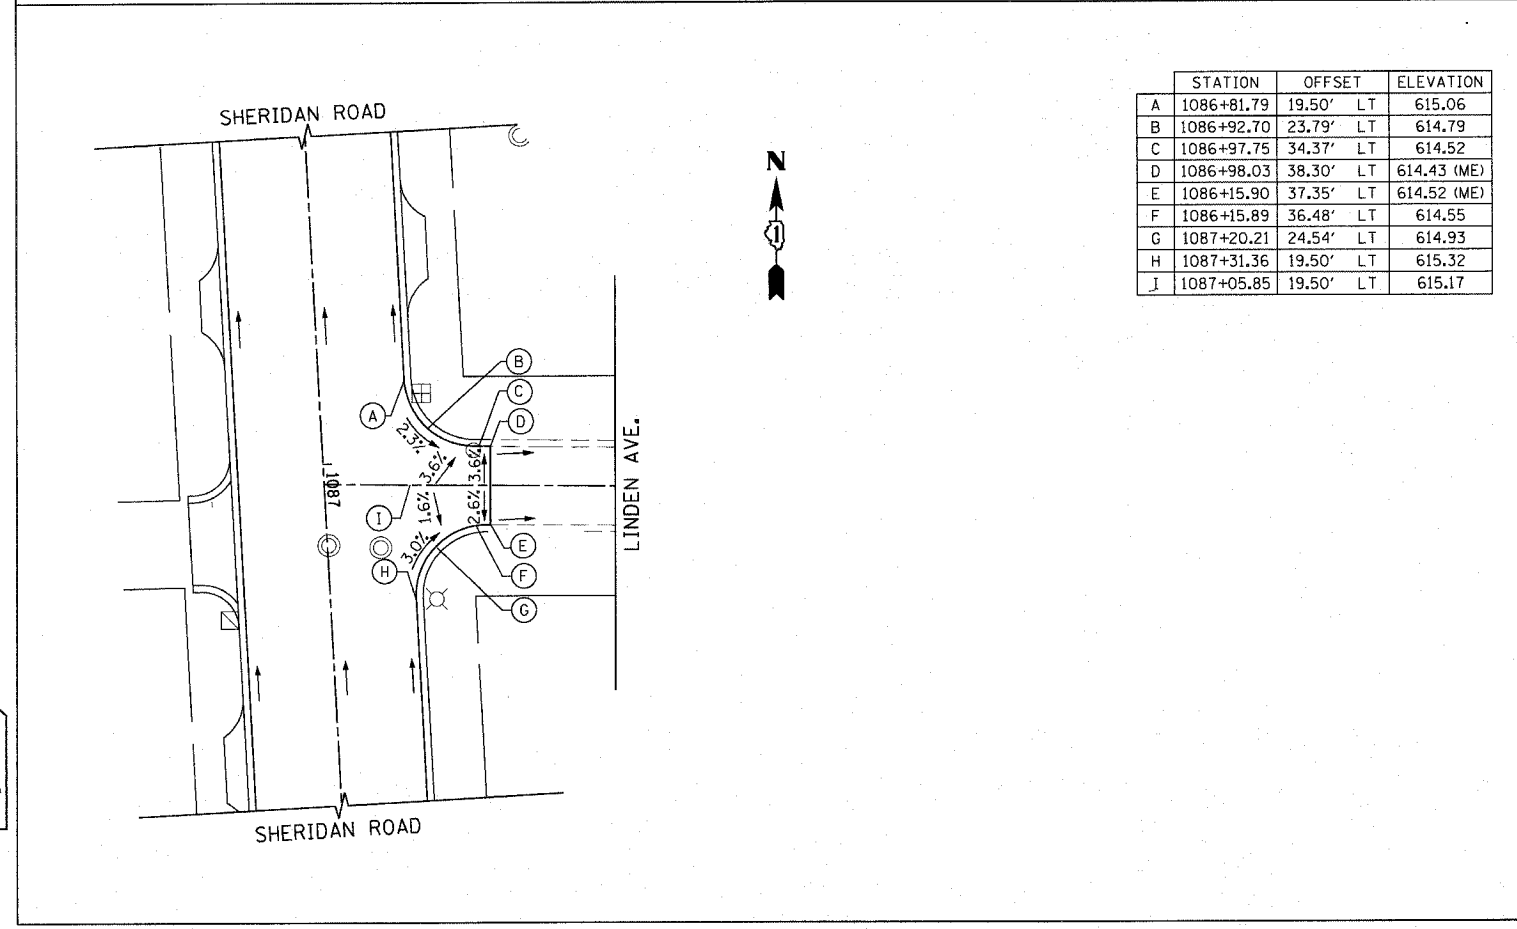 SHERIDAN ROAD
STATION OFFSET ELEVATION
A 1086+81.79 19.50' LT 615.06
B 1086+92.70 23.79' LT 614.79
C 1086+97.75 34.37' LT 614.52
D 1086+98.03 38.30' LT 614.43 (ME)
E 1086+15.90 37.35' LT 614.52 (ME)
F 1086+15.89 36.48' LT 614.55
G 1087+20.21 24.54' LT 614.93
H 1087+31.36 19.50' LT 615.32
I 1087+05.85 19.50' LT 615.17
N
1
B
C
A
D
2.3%
3.6%
3.6%
1087
I
1.6%
2.6%
LINDEN AVE.
3.0%
E
H
F
G
SHERIDAN ROAD